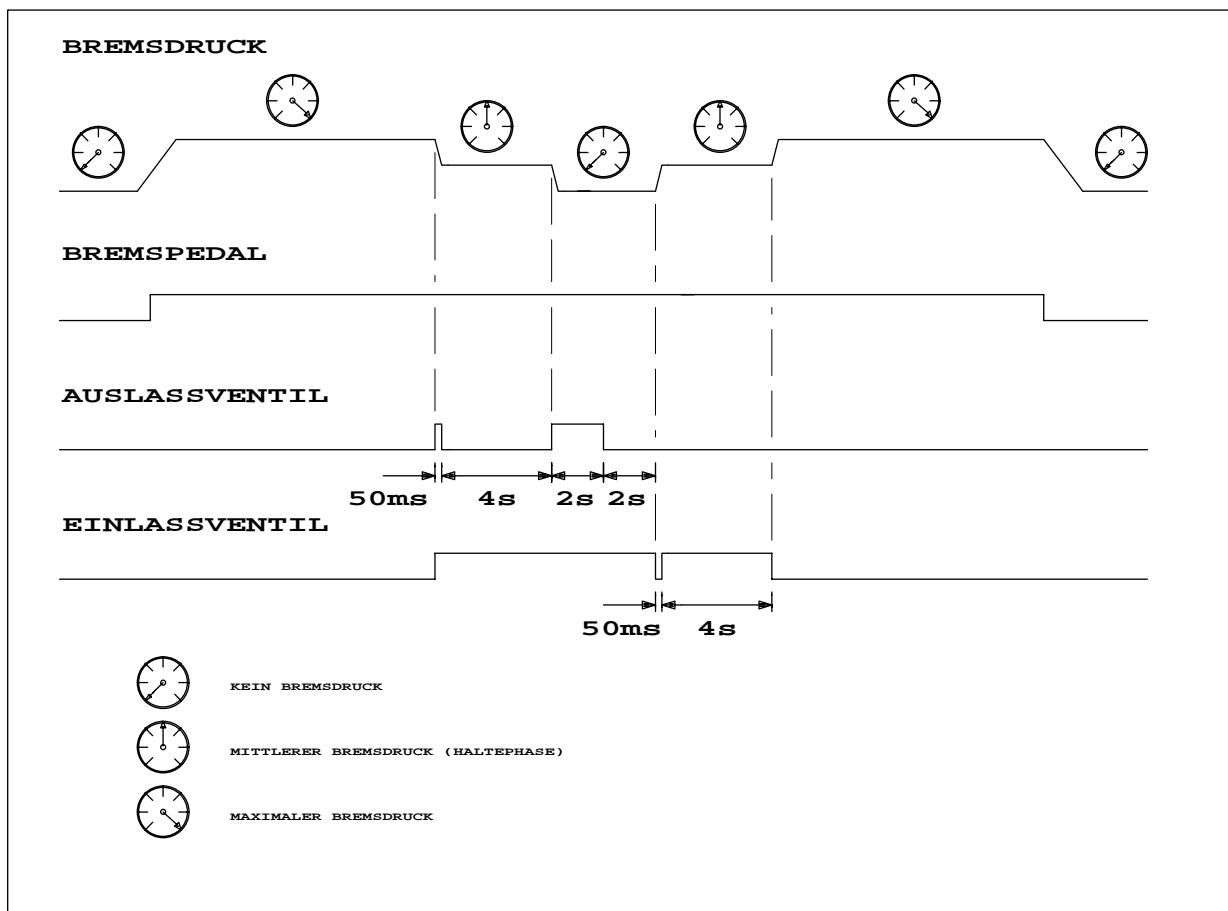 BREMSDRUCK
BREMSPEDAL
AUSLASSVENTIL
50ms 4s 2s 2s
EINLASSVENTIL
50ms 4s
KEIN BREMSDRUCK
MITTLERER BREMSDRUCK (HALTEPHASE)
MAXIMALER BREMSDRUCK